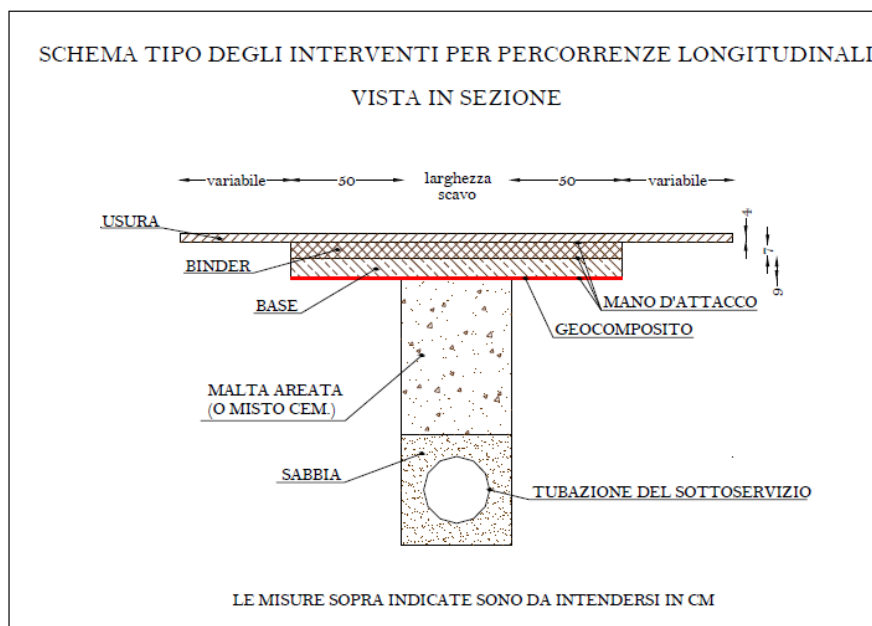 SCHEMA TIPO DEGLI INTERVENTI PER PERCORRENZE LONGITUDINALI
VISTA IN SEZIONE
variabile
50
larghezza
scavo
50
variabile
USURA
4
BINDER
7
BASE
9
MANO D'ATTACCO
GEOCOMPOSITO
MALTA AREATA
(O MISTO CEM.)
SABBIA
TUBAZIONE DEL SOTTOSERVIZIO
LE MISURE SOPRA INDICATE SONO DA INTENDERSI IN CM